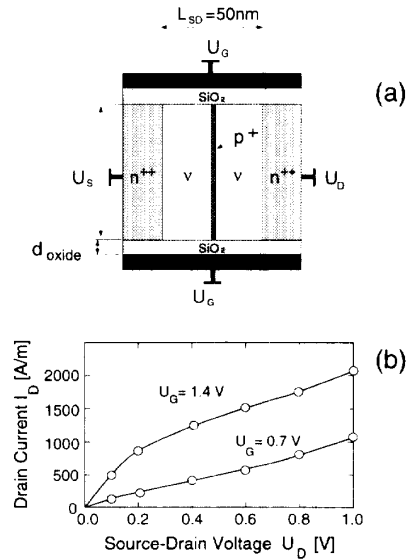 L_SD = 50nm
U_G
SiO₂
(a)
p⁺
U_S
n⁺⁺
ν
ν
n⁺⁺
U_D
d_oxide
SiO₂
U_G
(b)
Drain Current I_D [A/m]
2000
1500
1000
500
0
U_G = 1.4 V
U_G = 0.7 V
0.0 0.2 0.4 0.6 0.8 1.0
Source-Drain Voltage U_D [V]